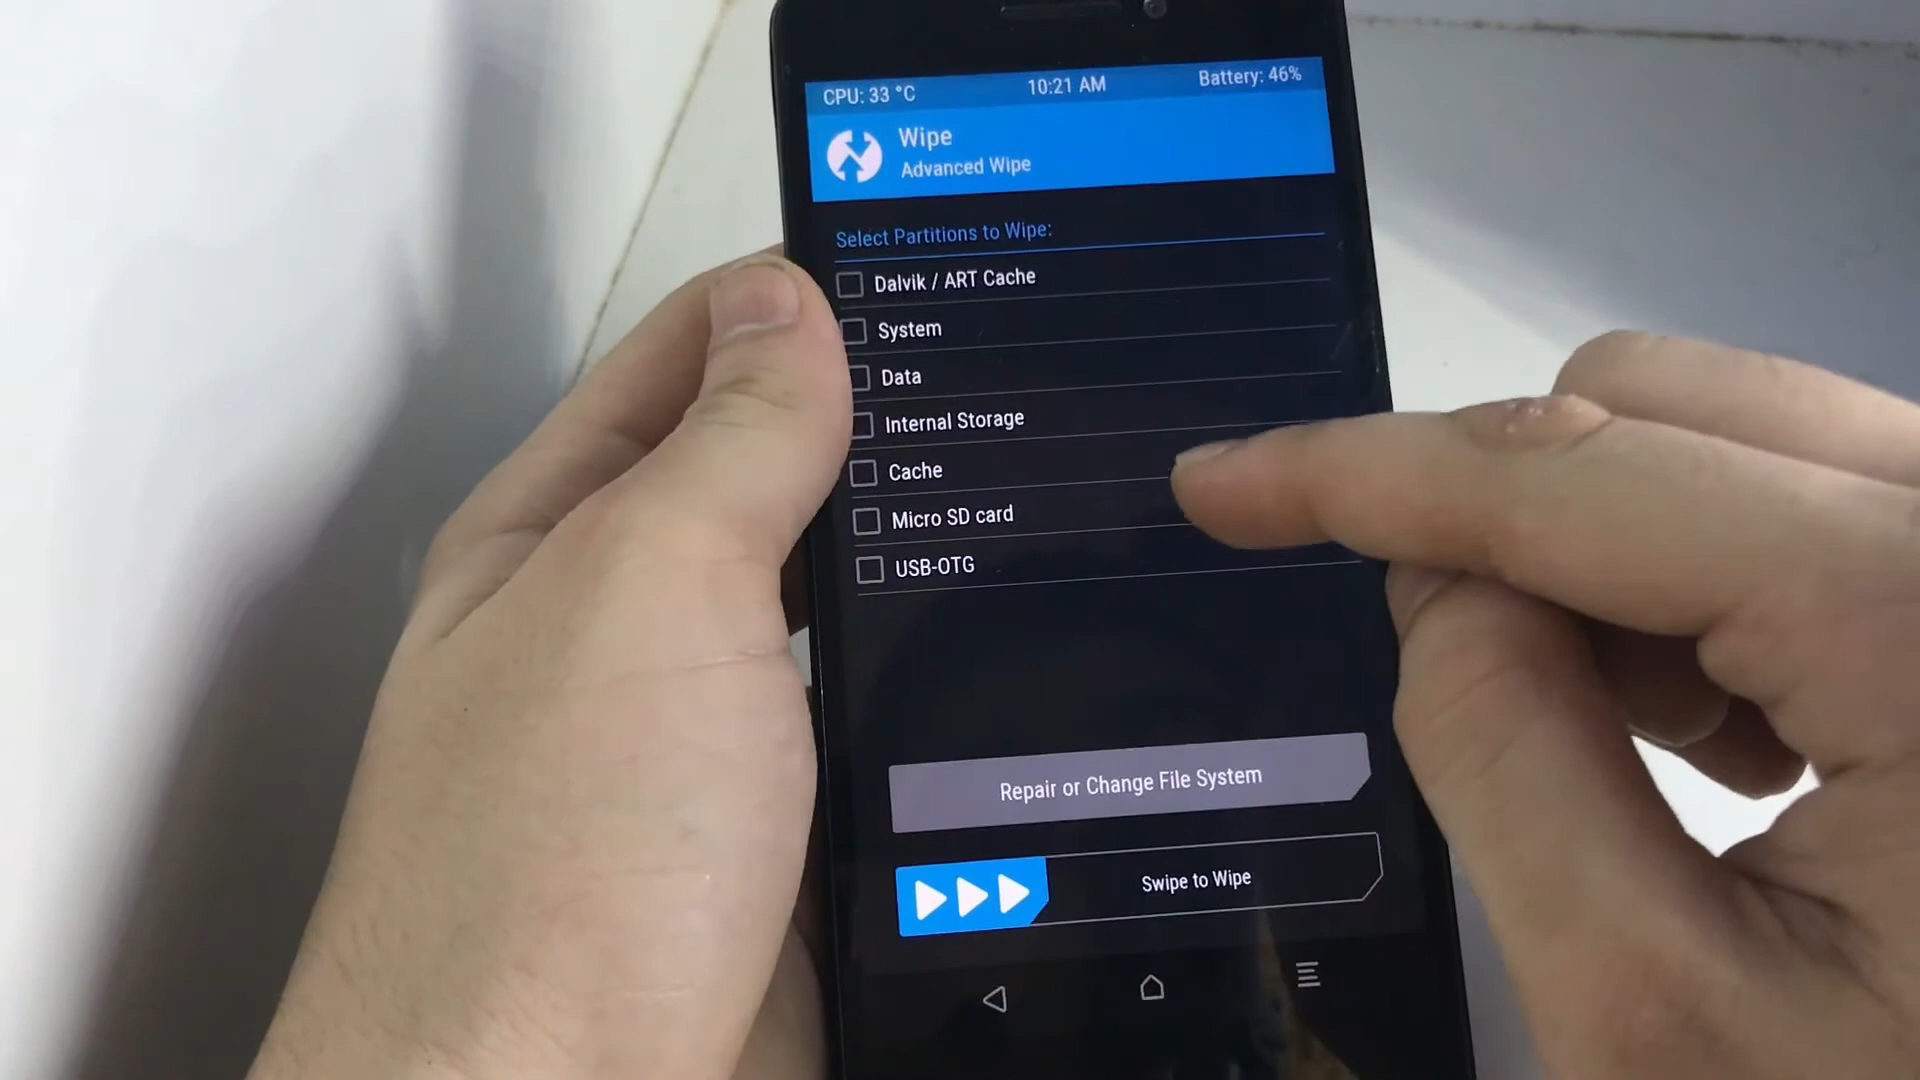 CPU: 33 °C 10:21 AM Battery: 46%
Wipe
Advanced Wipe
Select Partitions to Wipe:
Dalvik / ART Cache
System
Data
Internal Storage
Cache
Micro SD card
USB-OTG
Repair or Change File System
Swipe to Wipe